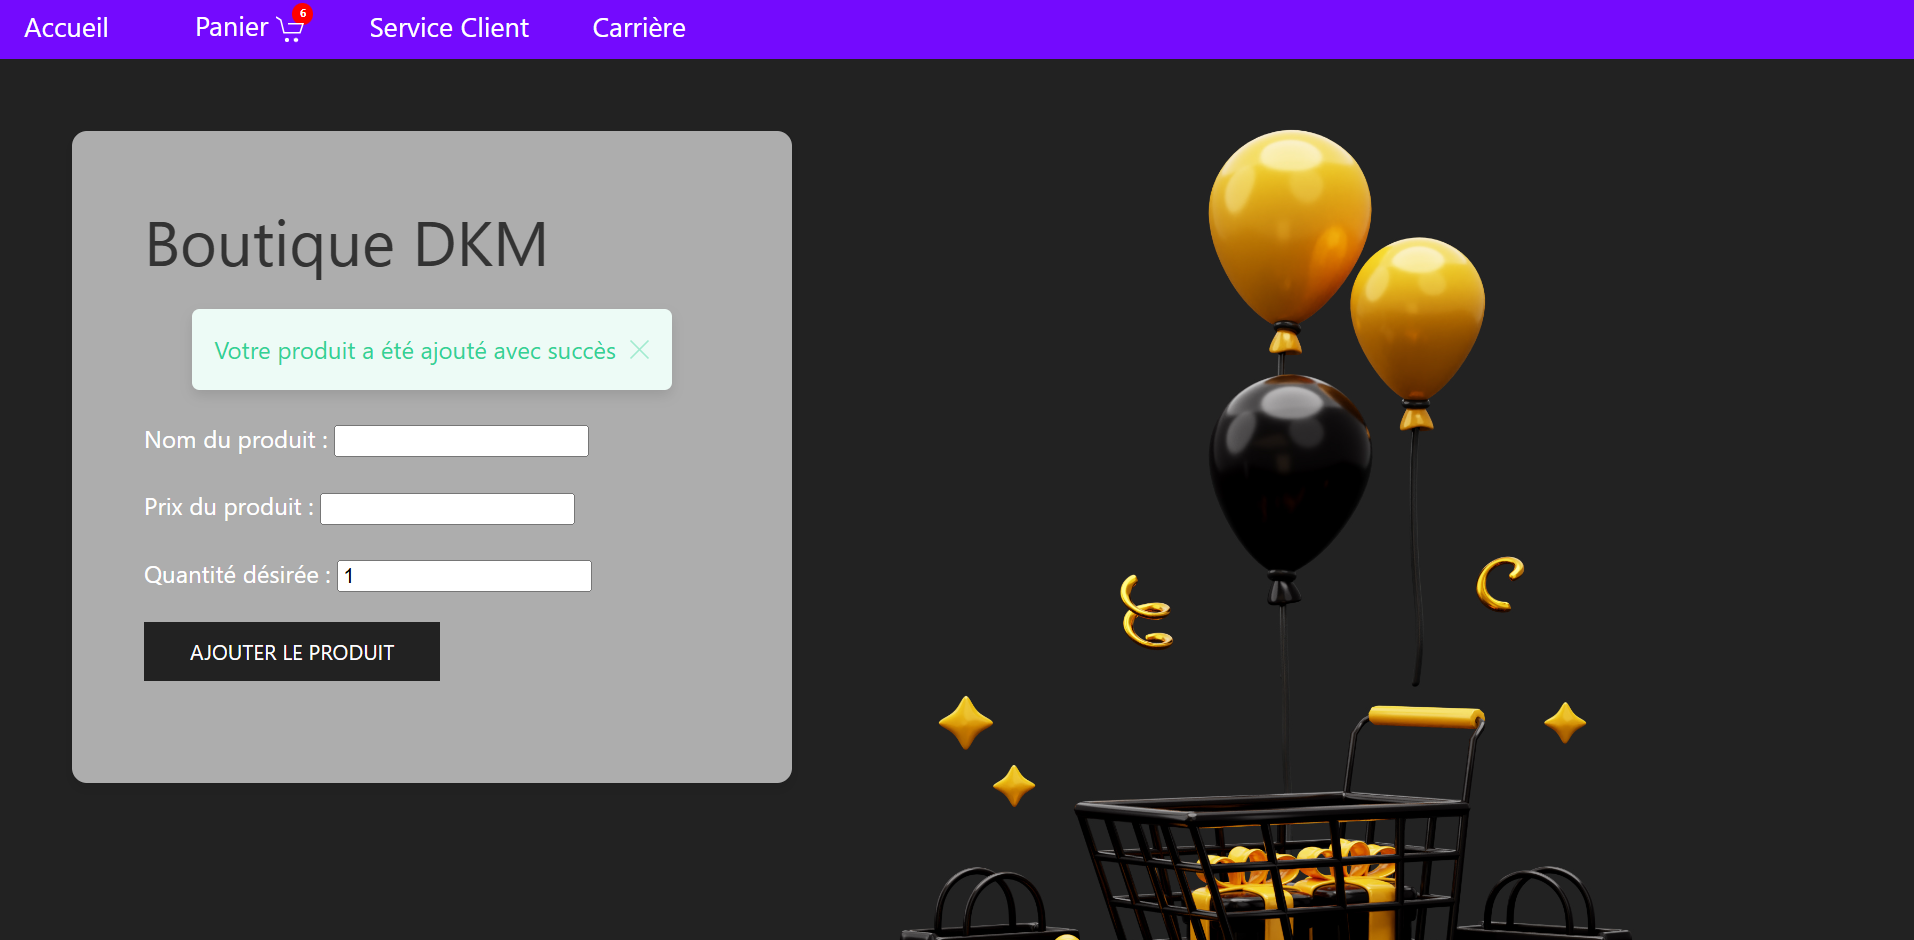 Accueil
Panier 6
Service Client
Carrière
Boutique DKM
Votre produit a été ajouté avec succès
Nom du produit :
Prix du produit :
Quantité désirée : 1
AJOUTER LE PRODUIT